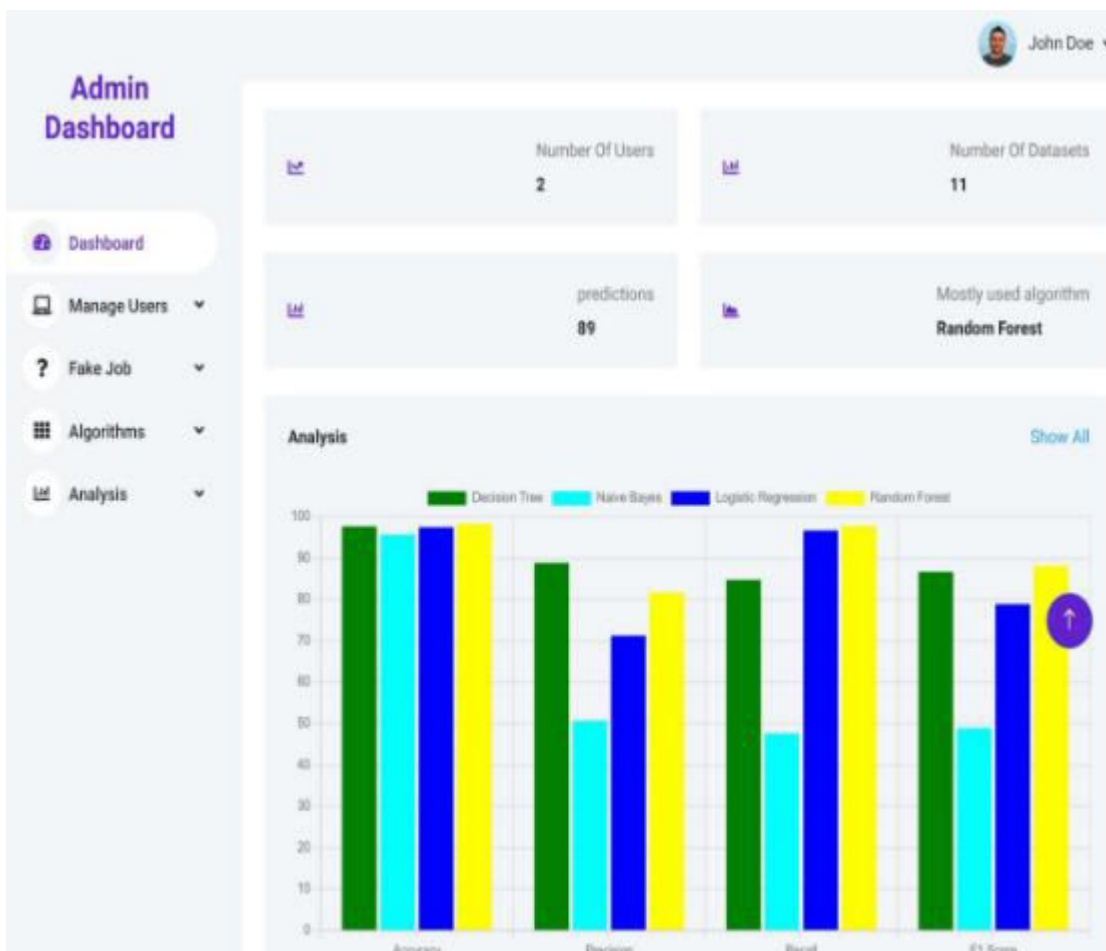 John Doe
Admin
Dashboard
Number Of Users
2
Number Of Datasets
11
Dashboard
Manage Users
predictions
89
Mostly used algorithm
Random Forest
? Fake Job
Algorithms
Analysis
Analysis
Show All
Decision Tree Naive Bayes Logistic Regression Random Forest
100
90
80
70
60
50
40
30
20
10
0
Accuracy Precision Recall F1 Score